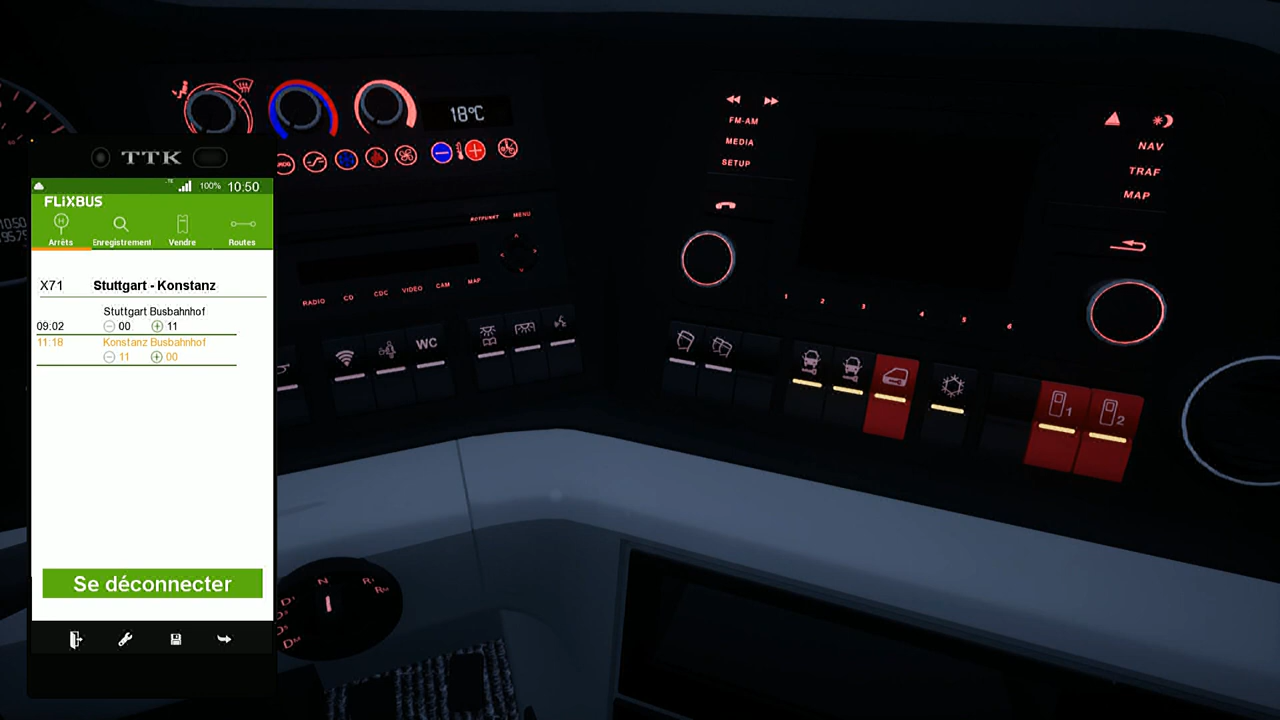 TTK
100% 10:50
FLiXBUS
Arrêts Enregistrement Vendre Routes
X71 Stuttgart - Konstanz
Stuttgart Busbahnhof
09:02 00 11
11:18 Konstanz Busbahnhof
11 00
Se déconnecter
18°C
MENU
RADIO CD CDC VIDEO CAM MAP
WC
N
R
D
FM-AM
MEDIA
SETUP
NAV
TRAF
MAP
1 2 3 4 5 6
1 2